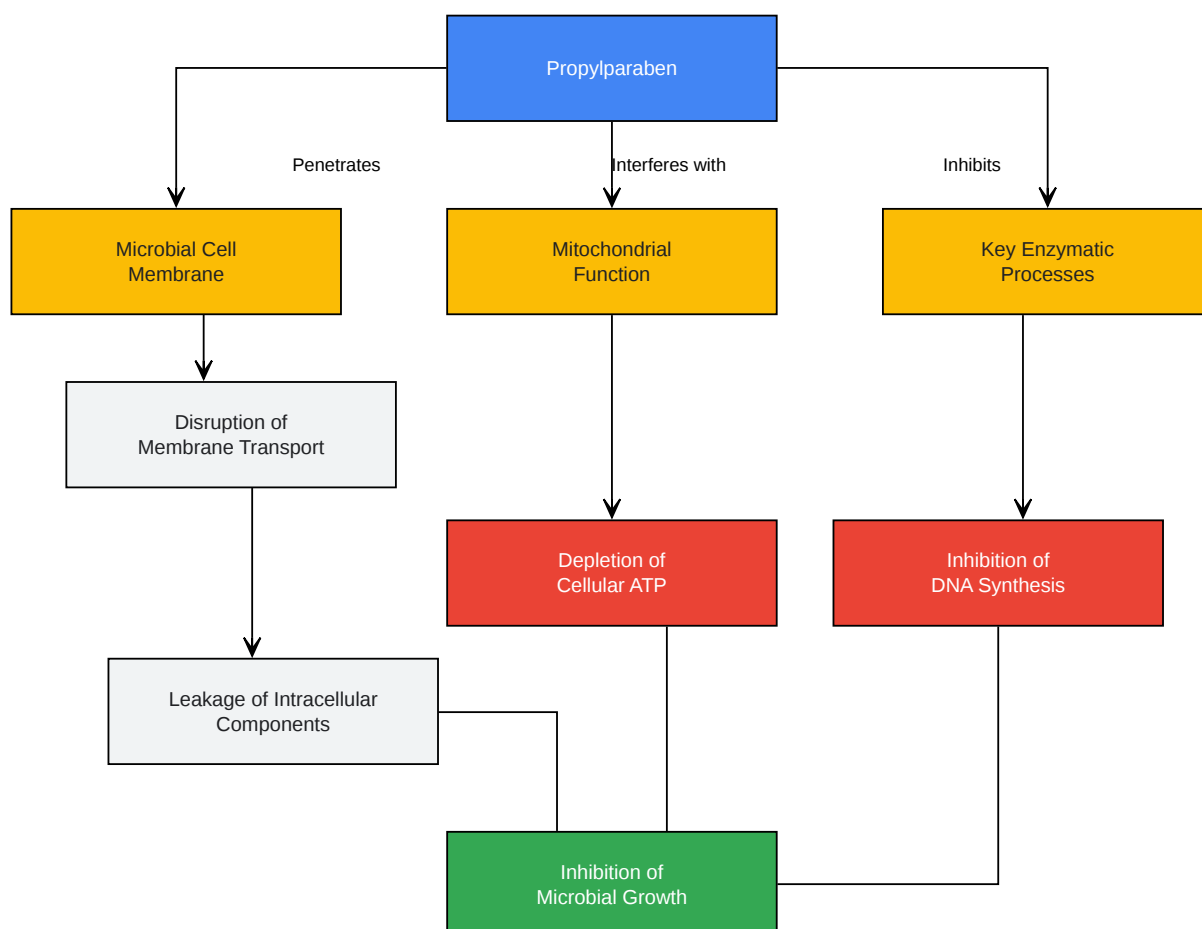 Propylparaben
Penetrates
Interferes with
Inhibits
Microbial Cell
Membrane
Mitochondrial
Function
Key Enzymatic
Processes
Disruption of
Membrane Transport
Depletion of
Cellular ATP
Inhibition of
DNA Synthesis
Leakage of Intracellular
Components
Inhibition of
Microbial Growth